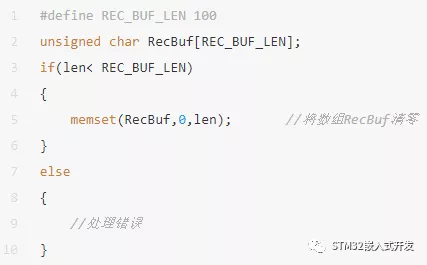 1 #define REC_BUF_LEN 100
2 unsigned char RecBuf[REC_BUF_LEN];
3 if(len< REC_BUF_LEN)
4 {
5     memset(RecBuf,0,len);       //将数组RecBuf清零
6 }
7 else
8 {
9     //处理错误
10 }
STM32嵌入式开发